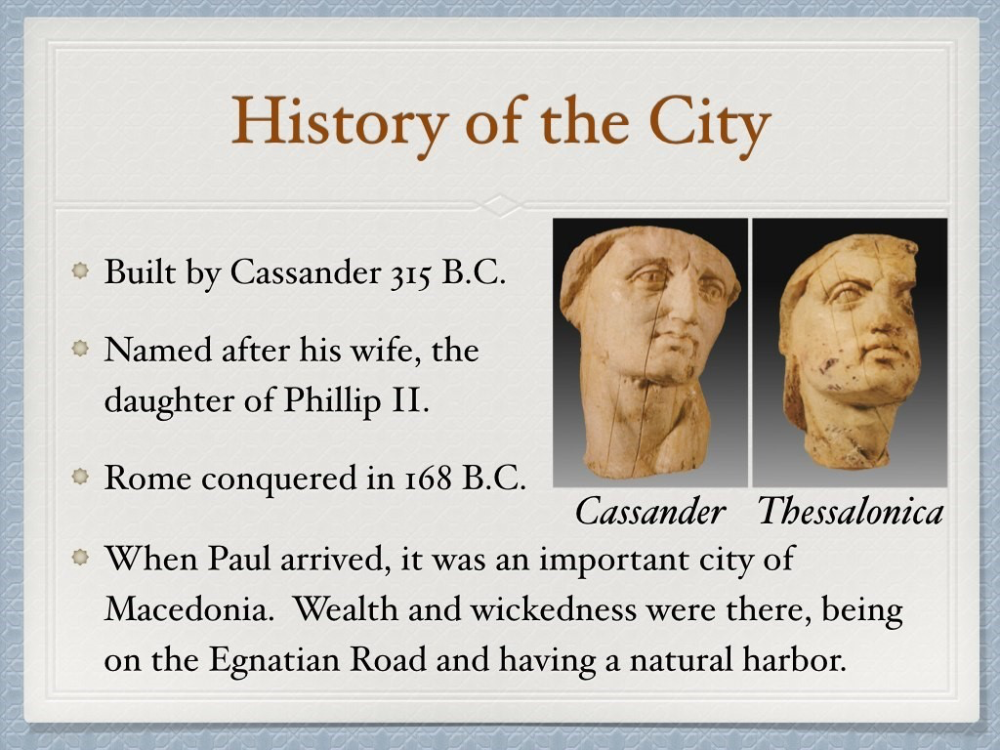 History of the City
Built by Cassander 315 B.C.
Named after his wife, the
daughter of Phillip II.
Rome conquered in 168 B.C.
Cassander Thessalonica
When Paul arrived, it was an important city of
Macedonia.  Wealth and wickedness were there, being
on the Egnatian Road and having a natural harbor.